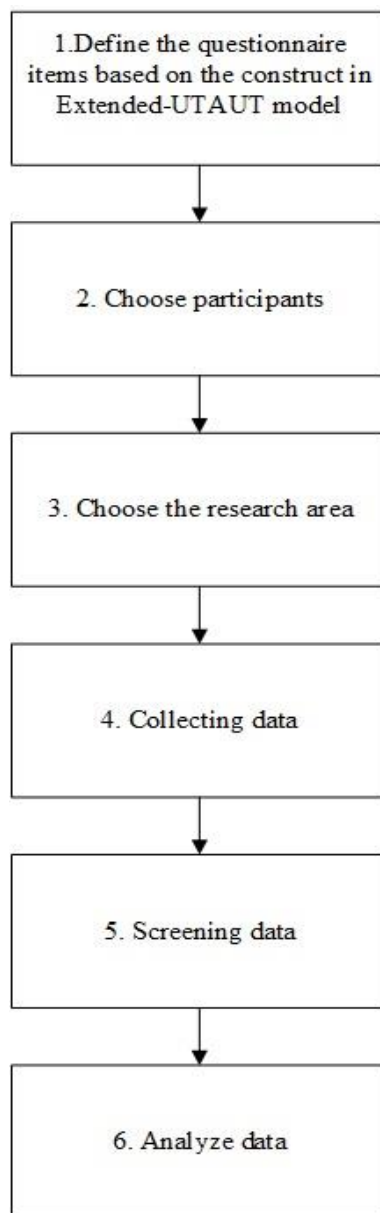 1.Define the questionnaire
items based on the construct in
Extended-UTAUT model
2. Choose participants
3. Choose the research area
4. Collecting data
5. Screening data
6. Analyze data